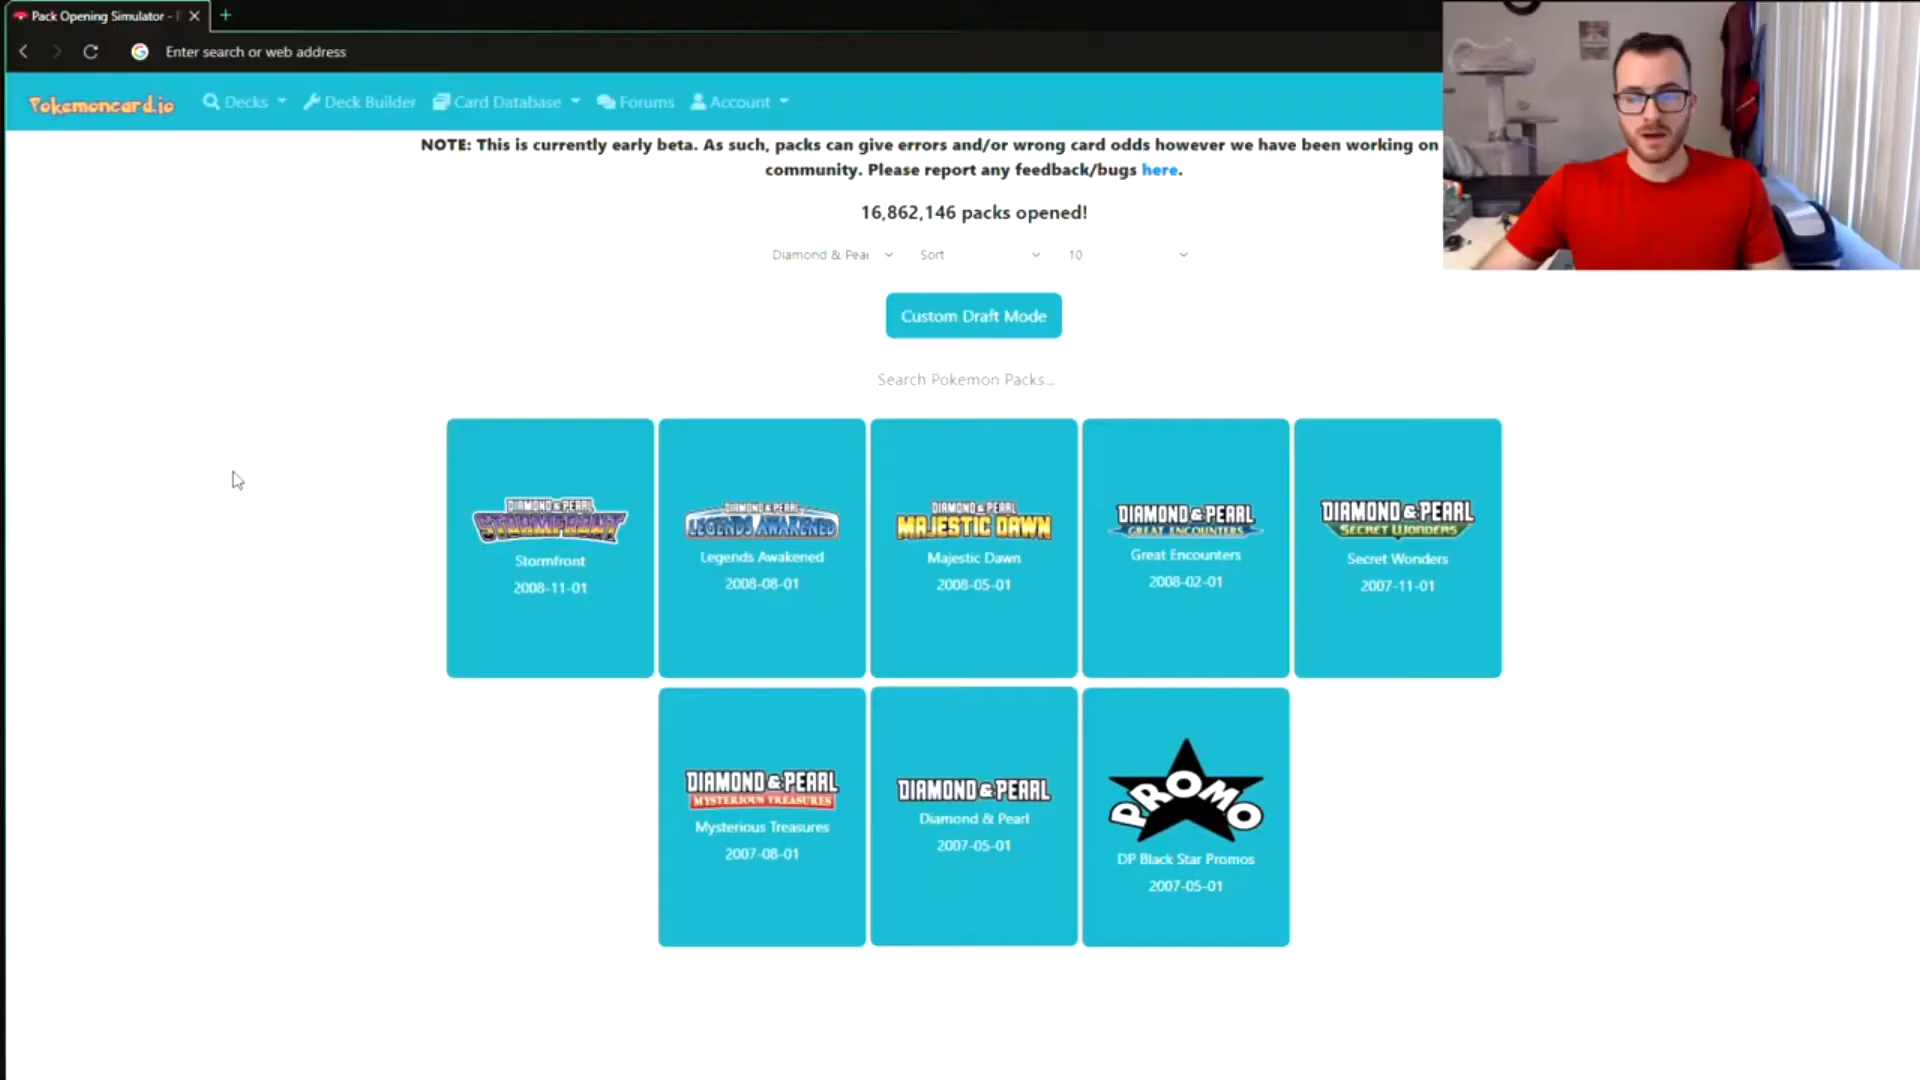 Pack Opening Simulator -
Enter search or web address
Pokemoncard.io
Decks
Deck Builder
Card Database
Forums
Account
NOTE: This is currently early beta. As such, packs can give errors and/or wrong card odds however we have been working on
community. Please report any feedback/bugs here.
16,862,146 packs opened!
Diamond & Pear
Sort
10
Custom Draft Mode
Search Pokemon Packs...
DIAMOND & PEARL
STORMFRONT
Stormfront
2008-11-01
DIAMOND & PEARL
LEGENDS AWAKENED
Legends Awakened
2008-08-01
DIAMOND & PEARL
MAJESTIC DAWN
Majestic Dawn
2008-05-01
DIAMOND & PEARL
GREAT ENCOUNTERS
Great Encounters
2008-02-01
DIAMOND & PEARL
SECRET WONDERS
Secret Wonders
2007-11-01
DIAMOND & PEARL
MYSTERIOUS TREASURES
Mysterious Treasures
2007-08-01
DIAMOND & PEARL
Diamond & Pearl
2007-05-01
PROMO
DP Black Star Promos
2007-05-01